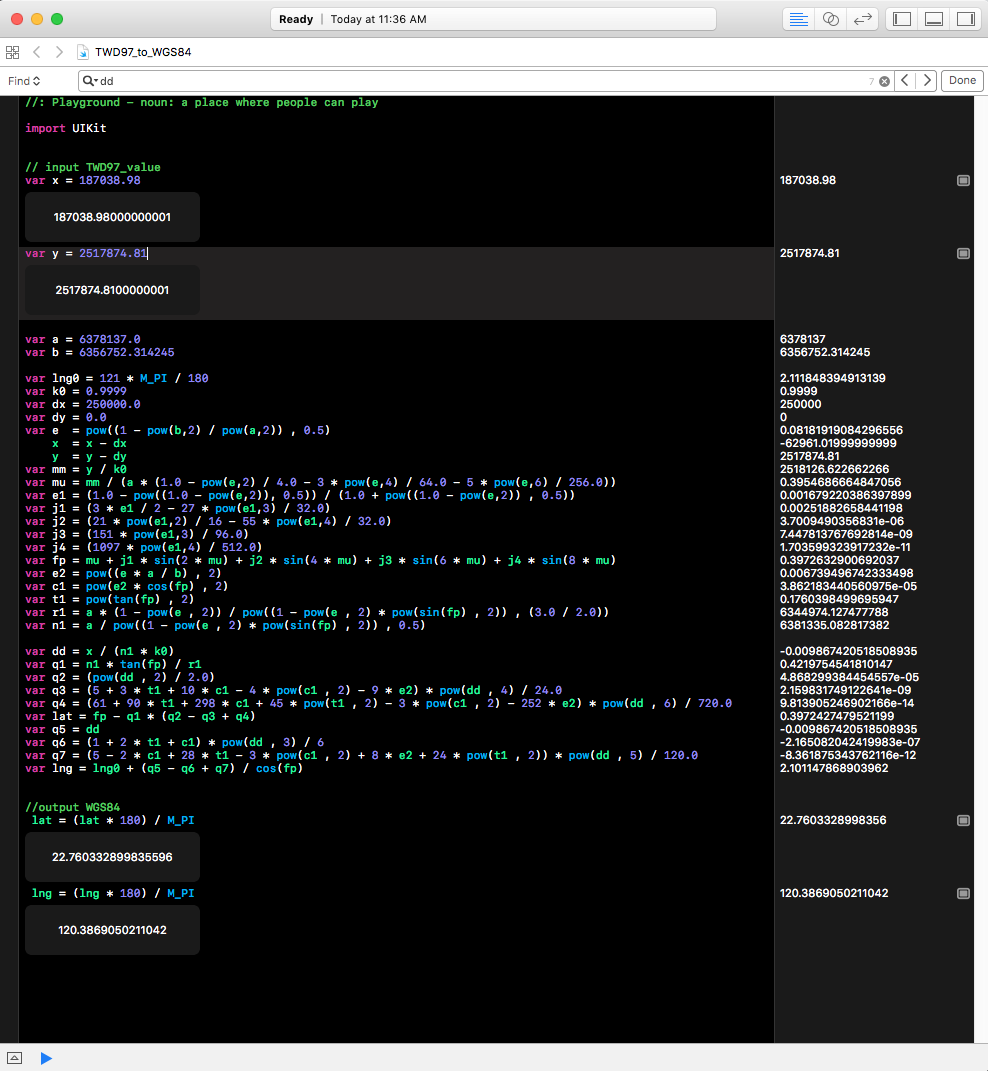 Ready | Today at 11:36 AM
TWD97_to_WGS84
Find dd 7 Done
//: Playground - noun: a place where people can play
import UIKit
// input TWD97_value
var x = 187038.98 187038.98
187038.98000000001
var y = 2517874.81 2517874.81
2517874.8100000001
var a = 6378137.0 6378137
var b = 6356752.314245 6356752.314245
var lng0 = 121 * M_PI / 180 2.111848394913139
var k0 = 0.9999 0.9999
var dx = 250000.0 250000
var dy = 0.0 0
var e  = pow((1 - pow(b,2) / pow(a,2)) , 0.5) 0.08181919084296556
x  = x - dx -62961.01999999999
y  = y - dy 2517874.81
var mm = y / k0 2518126.622662266
var mu = mm / (a * (1.0 - pow(e,2) / 4.0 - 3 * pow(e,4) / 64.0 - 5 * pow(e,6) / 256.0)) 0.3954686664847056
var e1 = (1.0 - pow((1.0 - pow(e,2)), 0.5)) / (1.0 + pow((1.0 - pow(e,2)) , 0.5)) 0.001679220386397899
var j1 = (3 * e1 / 2 - 27 * pow(e1,3) / 32.0) 0.00251882658441198
var j2 = (21 * pow(e1,2) / 16 - 55 * pow(e1,4) / 32.0) 3.7009490356831e-06
var j3 = (151 * pow(e1,3) / 96.0) 7.447813767692814e-09
var j4 = (1097 * pow(e1,4) / 512.0) 1.703599323917232e-11
var fp = mu + j1 * sin(2 * mu) + j2 * sin(4 * mu) + j3 * sin(6 * mu) + j4 * sin(8 * mu) 0.3972632900692037
var e2 = pow((e * a / b) , 2) 0.006739496742333498
var c1 = pow(e2 * cos(fp) , 2) 3.862183440560975e-05
var t1 = pow(tan(fp) , 2) 0.1760398499695947
var r1 = a * (1 - pow(e , 2)) / pow((1 - pow(e , 2) * pow(sin(fp) , 2)) , (3.0 / 2.0)) 6344974.127477788
var n1 = a / pow((1 - pow(e , 2) * pow(sin(fp) , 2)) , 0.5) 6381335.082817382
var dd = x / (n1 * k0) -0.009867420518508935
var q1 = n1 * tan(fp) / r1 0.4219754541810147
var q2 = (pow(dd , 2) / 2.0) 4.868299384454557e-05
var q3 = (5 + 3 * t1 + 10 * c1 - 4 * pow(c1 , 2) - 9 * e2) * pow(dd , 4) / 24.0 2.159831749122641e-09
var q4 = (61 + 90 * t1 + 298 * c1 + 45 * pow(t1 , 2) - 3 * pow(c1 , 2) - 252 * e2) * pow(dd , 6) / 720.0 9.813905246902166e-14
var lat = fp - q1 * (q2 - q3 + q4) 0.3972427479521199
var q5 = dd -0.009867420518508935
var q6 = (1 + 2 * t1 + c1) * pow(dd , 3) / 6 -2.165082042419983e-07
var q7 = (5 - 2 * c1 + 28 * t1 - 3 * pow(c1 , 2) + 8 * e2 + 24 * pow(t1 , 2)) * pow(dd , 5) / 120.0 -8.361875343762116e-12
var lng = lng0 + (q5 - q6 + q7) / cos(fp) 2.101147868903962
//output WGS84
lat = (lat * 180) / M_PI 22.7603328998356
22.760332899835596
lng = (lng * 180) / M_PI 120.3869050211042
120.3869050211042